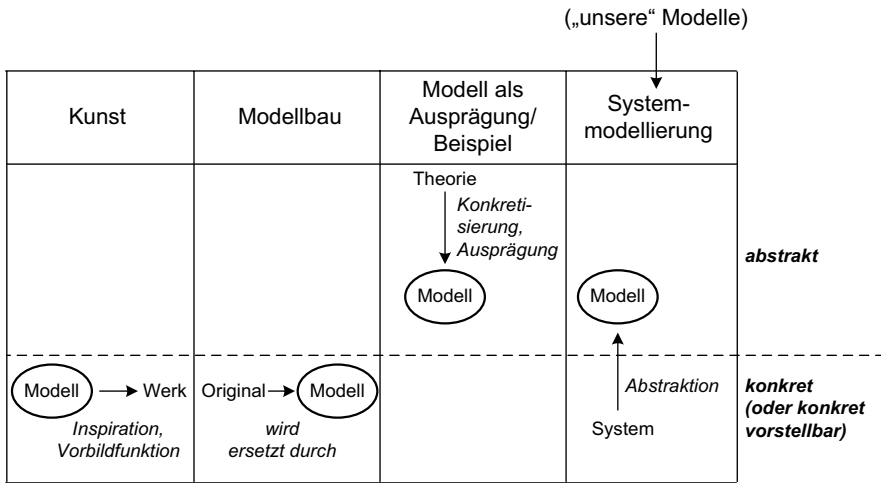 („unsere“ Modelle)
Kunst
Modellbau
Modell als
Ausprägung/
Beispiel
System-
modellierung
Theorie
Konkreti-
sierung,
Ausprägung
Modell
Modell
abstrakt
Modell
Werk
Inspiration,
Vorbildfunktion
Original
Modell
wird
ersetzt durch
Abstraktion
System
konkret
(oder konkret
vorstellbar)